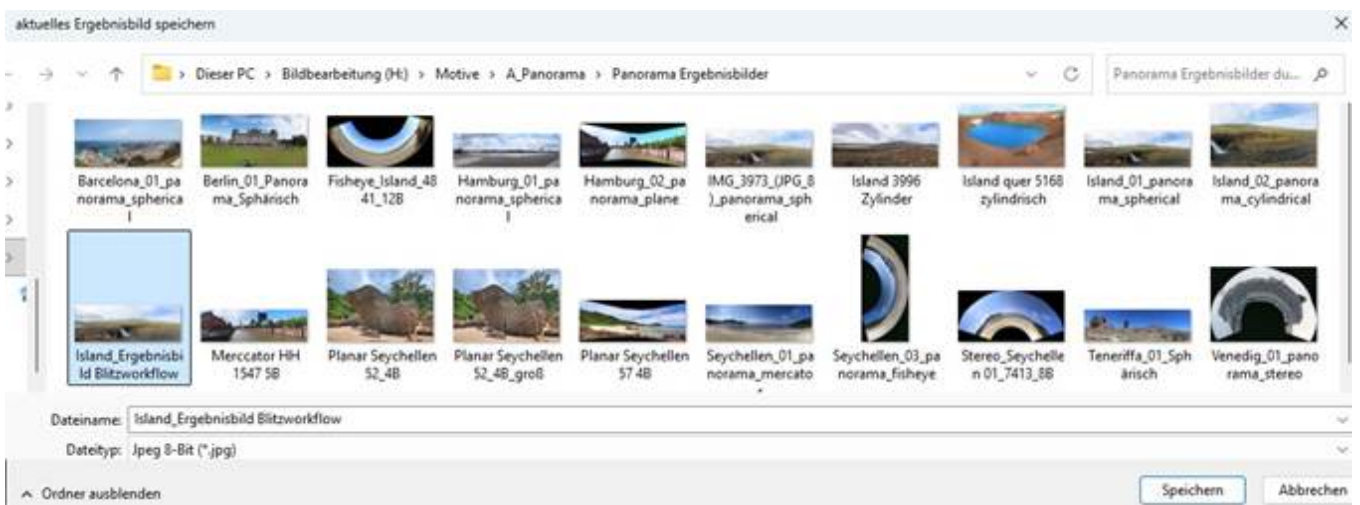 aktuelles Ergebnisbild speichern
Dieser PC > Bildbearbeitung (H:) > Motive > A_Panorama > Panorama Ergebnisbilder
Panorama Ergebnisbilder du...
Barcelona_01_pa
norama_spherica
l
Berlin_01_Panora
ma_Sphärisch
Fisheye_Island_48
41_12B
Hamburg_01_pa
norama_spherica
l
Hamburg_02_pa
norama_plane
IMG_3973_(JPG_8
)_panorama_sph
erical
Island 3996
Zylinder
Island quer 5168
zylindrisch
Island_01_panora
ma_spherical
Island_02_panora
ma_cylindrical
Island_Ergebnisbi
ld Blitzworkflow
Merccator HH
1547 5B
Planar Seychellen
52_4B
Planar Seychellen
52_4B_groß
Planar Seychellen
57 4B
Seychellen_01_pa
norama_mercato
Seychellen_03_pa
norama_fisheye
Stereo_Seychelle
n 01_7413_8B
Teneriffa_01_Sph
ärisch
Venedig_01_pano
rama_stereo
Dateiname: Island_Ergebnisbild Blitzworkflow
Dateityp: Jpeg 8-Bit (*.jpg)
Ordner ausblenden
Speichern
Abbrechen